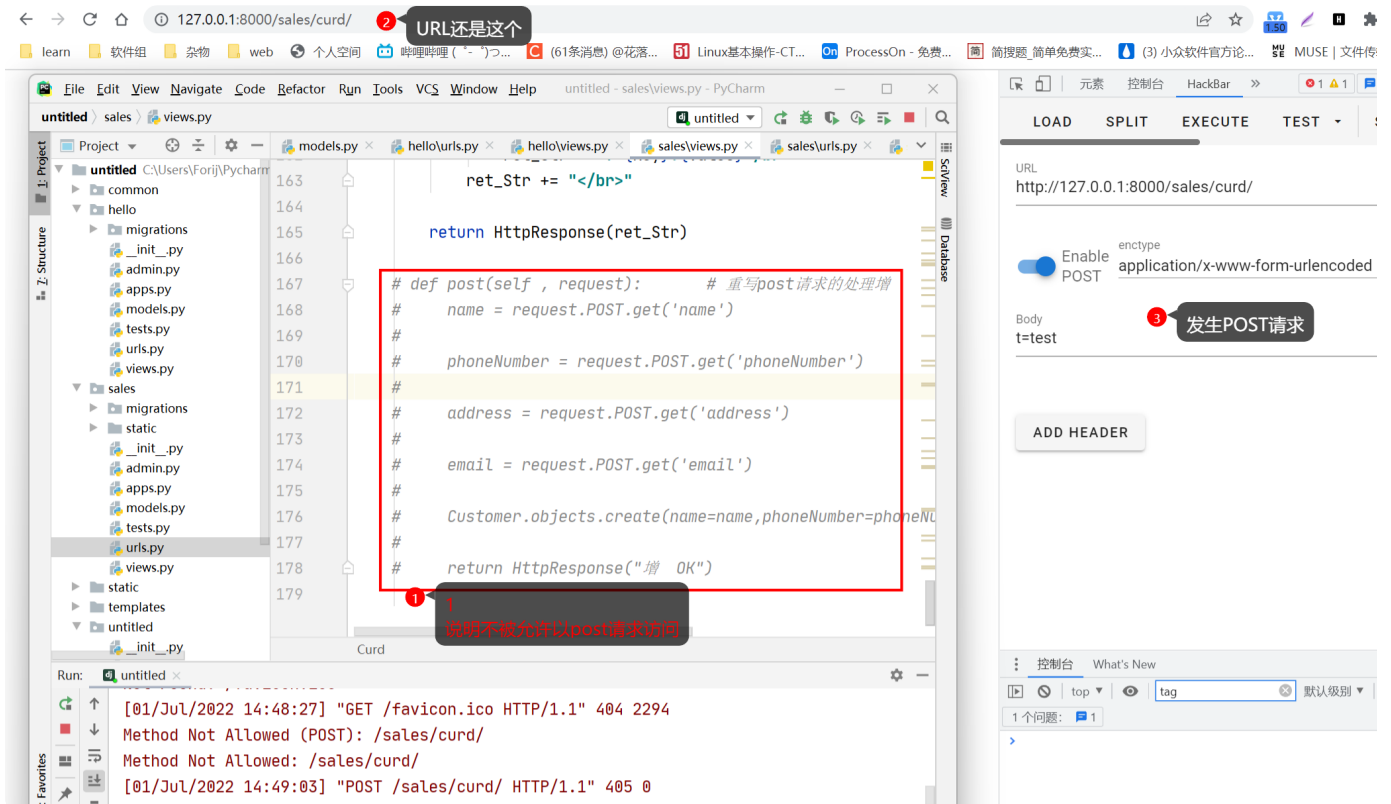 127.0.0.1:8000/sales/curd/
2
URL还是这个
1.50
learn
软件组
杂物
web
个人空间
哔哩哔哩 (゜-゜)つ...
(61条消息) @花落...
Linux基本操作-CT...
ProcessOn - 免费...
简搜题_简单免费实...
(3) 小众软件官方论...
MUSE | 文件传
File Edit View Navigate Code Refactor Run Tools VCS Window Help
untitled - sales\views.py - PyCharm
untitled
sales
views.py
untitled
Project
models.py
hello\urls.py
hello\views.py
sales\views.py
sales\urls.py
1: Project
7: Structure
Favorites
SciView
Database
untitled C:\Users\Forij\Pycharm
common
hello
migrations
__init__.py
admin.py
apps.py
models.py
tests.py
urls.py
views.py
sales
migrations
static
__init__.py
admin.py
apps.py
models.py
tests.py
urls.py
views.py
static
templates
untitled
__init__.py
163 ret_Str += "</br>"
164
165 return HttpResponse(ret_Str)
166
167 # def post(self , request): # 重写post请求的处理增
168 # name = request.POST.get('name')
169 #
170 # phoneNumber = request.POST.get('phoneNumber')
171 #
172 # address = request.POST.get('address')
173 #
174 # email = request.POST.get('email')
175 #
176 # Customer.objects.create(name=name,phoneNumber=phoneNu
177 #
178 # return HttpResponse("增 OK")
179
1
1
说明不被允许以post请求访问
Curd
Run: untitled
[01/Jul/2022 14:48:27] "GET /favicon.ico HTTP/1.1" 404 2294
Method Not Allowed (POST): /sales/curd/
Method Not Allowed: /sales/curd/
[01/Jul/2022 14:49:03] "POST /sales/curd/ HTTP/1.1" 405 0
元素 控制台 HackBar
1 1
LOAD SPLIT EXECUTE TEST
URL
http://127.0.0.1:8000/sales/curd/
Enable
POST
enctype
application/x-www-form-urlencoded
3
发生POST请求
Body
t=test
ADD HEADER
控制台 What's New
top
tag
默认级别
1 个问题: 1